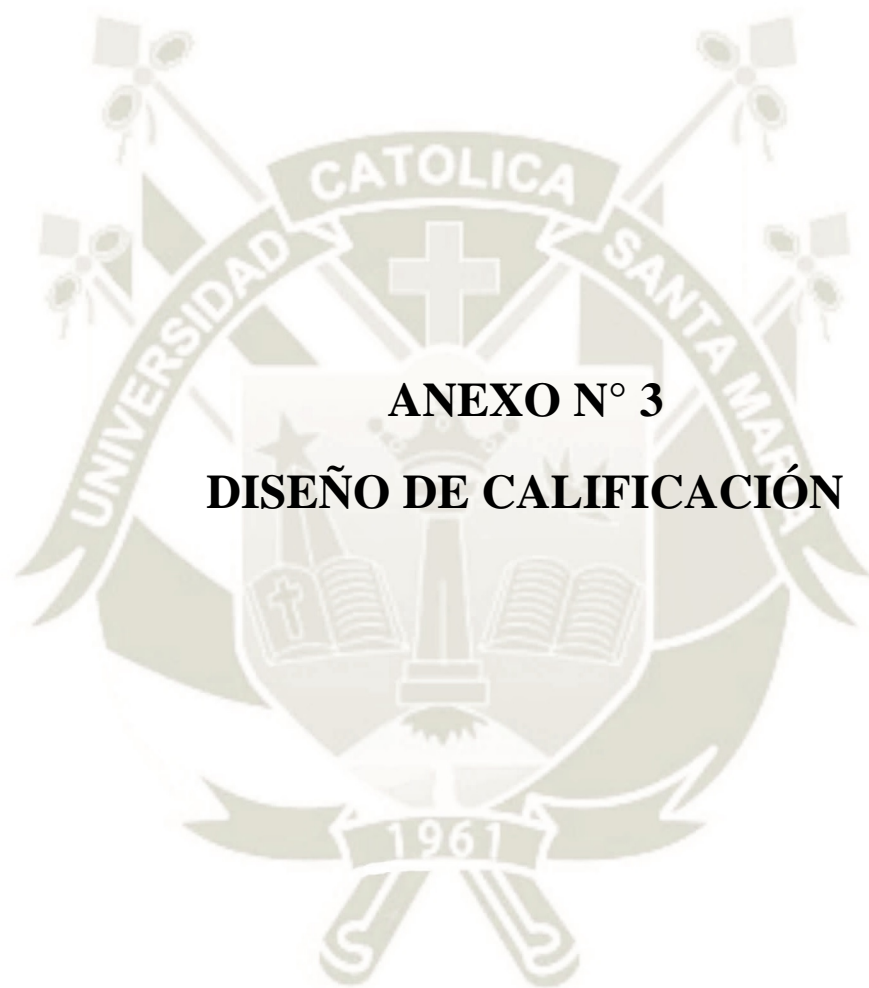 CATOLICA
UNIVERSIDAD
SANTA MARIA
ANEXO N° 3
DISEÑO DE CALIFICACIÓN
1961